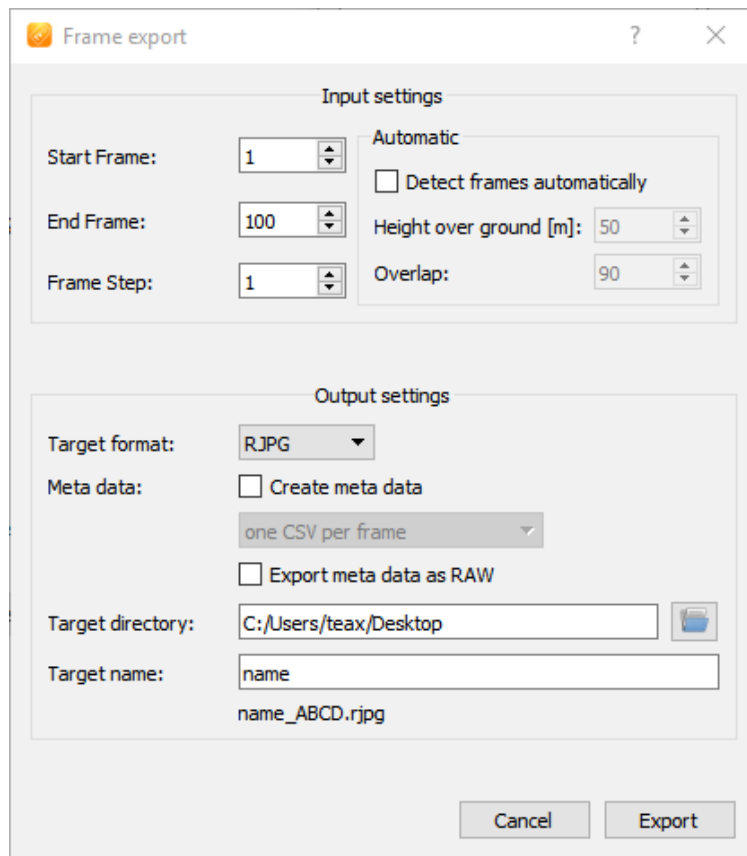 Frame export
Input settings
Start Frame: 1
End Frame: 100
Frame Step: 1
Automatic
Detect frames automatically
Height over ground [m]: 50
Overlap: 90
Output settings
Target format: RJPG
Meta data: Create meta data
one CSV per frame
Export meta data as RAW
Target directory: C:/Users/teax/Desktop
Target name: name
name_ABCD.rjpg
Cancel Export